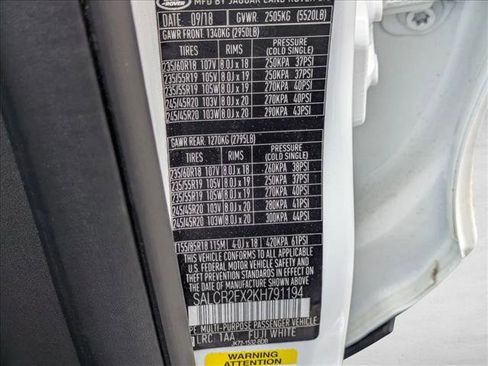 ROVER MFD BY JAGUAR LAND ROVER
DATE: 09/18 GVWR: 2505KG (5520LB)
GAWR FRONT: 1340KG (2950LB)
TIRES RIMS PRESSURE (COLD SINGLE)
235/60R18 107V 8.0J x 18 250KPA 37PSI
235/55R19 105V 8.0J x 19 250KPA 37PSI
235/55R19 105W 8.0J x 19 270KPA 40PSI
245/45R20 103V 8.0J x 20 270KPA 40PSI
245/45R20 103W 8.0J x 20 290KPA 43PSI
GAWR REAR: 1270KG (2795LB)
TIRES RIMS PRESSURE (COLD SINGLE)
235/60R18 107V 8.0J x 18 260KPA 38PSI
235/55R19 105V 8.0J x 19 250KPA 37PSI
235/55R19 105W 8.0J x 19 270KPA 40PSI
245/45R20 103V 8.0J x 20 280KPA 41PSI
245/45R20 103W 8.0J x 20 300KPA 44PSI
T155/85R18 115M 4.0J x 18 420KPA 61PSI
THIS VEHICLE CONFORMS TO ALL APPLICABLE
U.S. FEDERAL MOTOR VEHICLE SAFETY
STANDARDS IN EFFECT ON THE DATE OF
MANUFACTURE SHOWN ABOVE.
SALCR2FX2KH791194
TYPE: MULTI-PURPOSE PASSENGER VEHICLE
LRC 1AA FUJI WHITE
WARNING